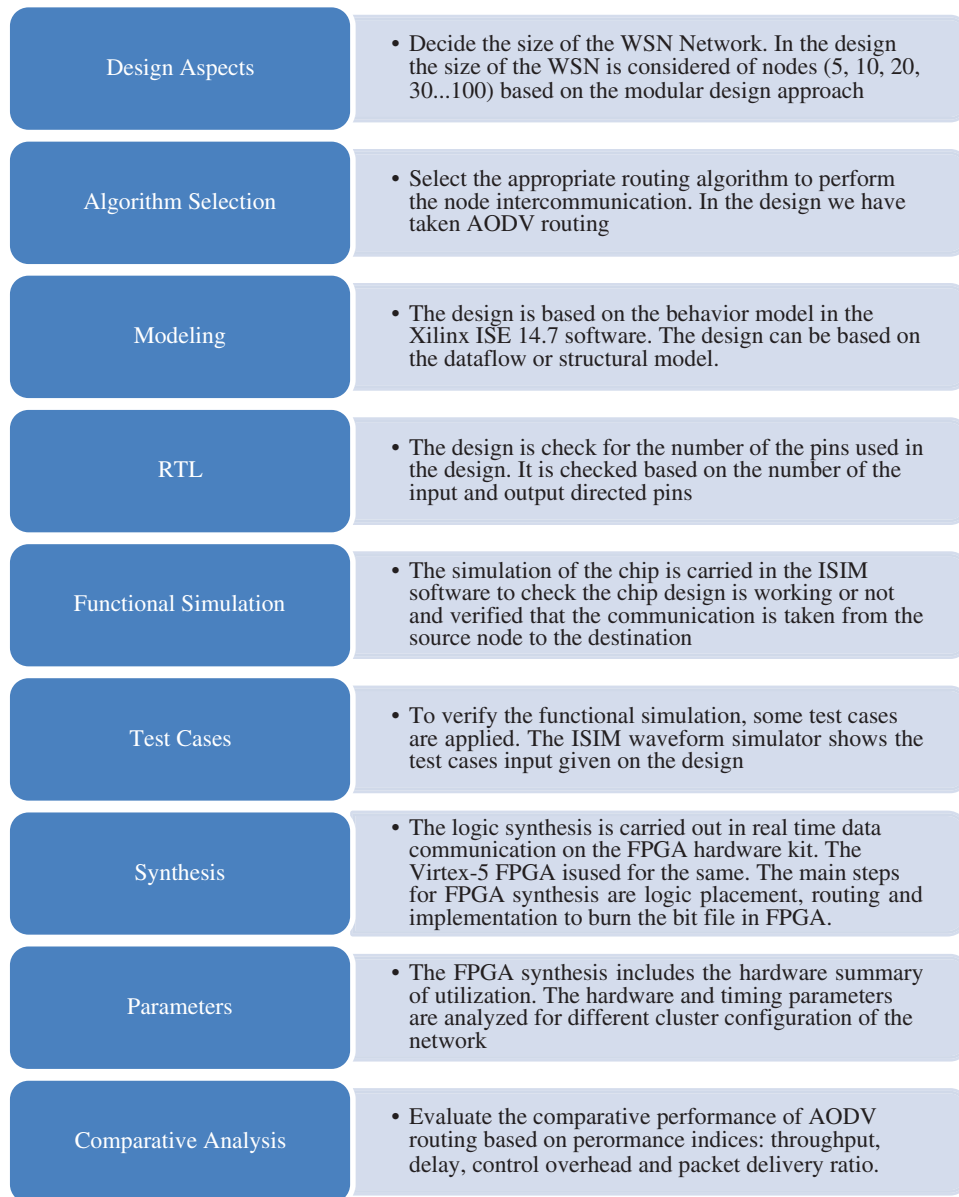 Design Aspects
• Decide the size of the WSN Network. In the design
the size of the WSN is considered of nodes (5, 10, 20,
30...100) based on the modular design approach
Algorithm Selection
• Select the appropriate routing algorithm to perform
the node intercommunication. In the design we have
taken AODV routing
Modeling
• The design is based on the behavior model in the
Xilinx ISE 14.7 software. The design can be based on
the dataflow or structural model.
RTL
• The design is check for the number of the pins used in
the design. It is checked based on the number of the
input and output directed pins
Functional Simulation
• The simulation of the chip is carried in the ISIM
software to check the chip design is working or not
and verified that the communication is taken from the
source node to the destination
Test Cases
• To verify the functional simulation, some test cases
are applied. The ISIM waveform simulator shows the
test cases input given on the design
Synthesis
• The logic synthesis is carried out in real time data
communication on the FPGA hardware kit. The
Virtex-5 FPGA isused for the same. The main steps
for FPGA synthesis are logic placement, routing and
implementation to burn the bit file in FPGA.
Parameters
• The FPGA synthesis includes the hardware summary
of utilization. The hardware and timing parameters
are analyzed for different cluster configuration of the
network
Comparative Analysis
• Evaluate the comparative performance of AODV
routing based on perormance indices: throughput,
delay, control overhead and packet delivery ratio.